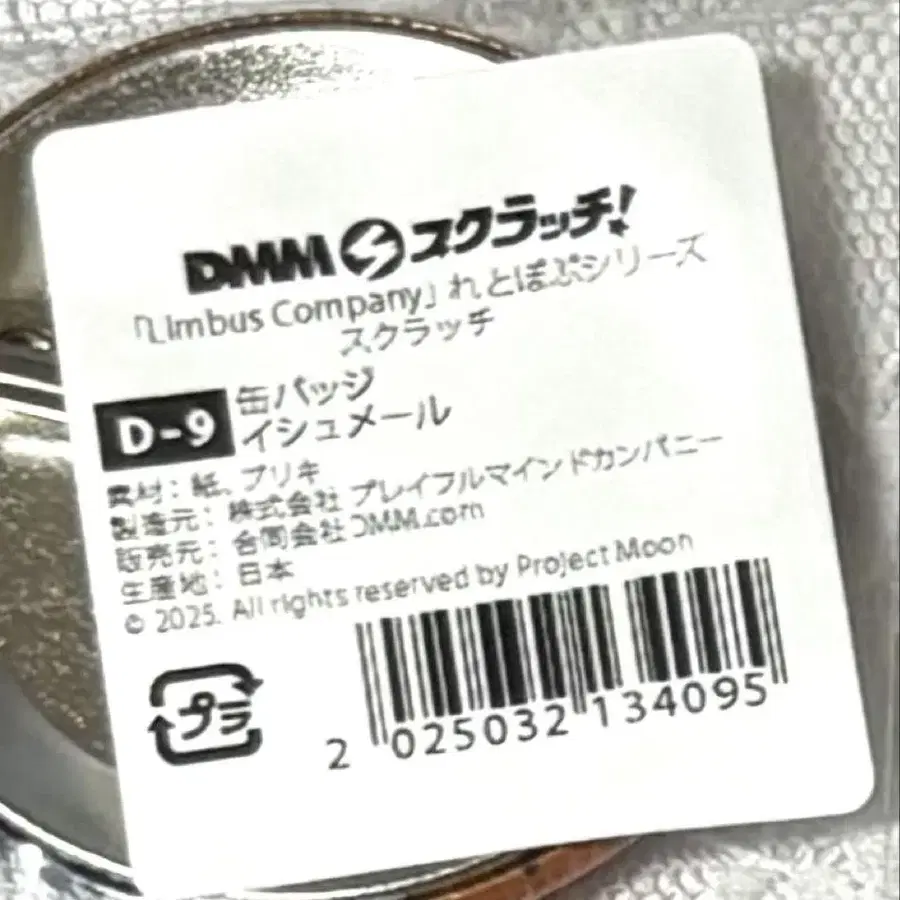 DMMスクラッチ!
「Limbus Company」れとぽぷシリーズ
スクラッチ
D-9
缶バッジ
イシュメール
素材：紙、ブリキ
製造元：株式会社 プレイフルマインドカンパニー
販売元：合同会社DMM.com
生産地：日本
© 2025. All rights reserved by Project Moon
プラ
2 025032 134095